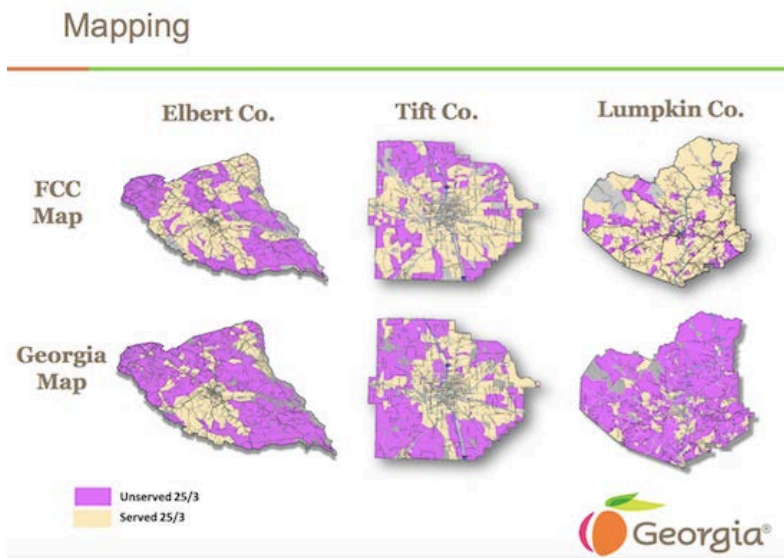 Mapping
Elbert Co.
Tift Co.
Lumpkin Co.
FCC
Map
Georgia
Map
Unserved 25/3
Served 25/3
Georgia®